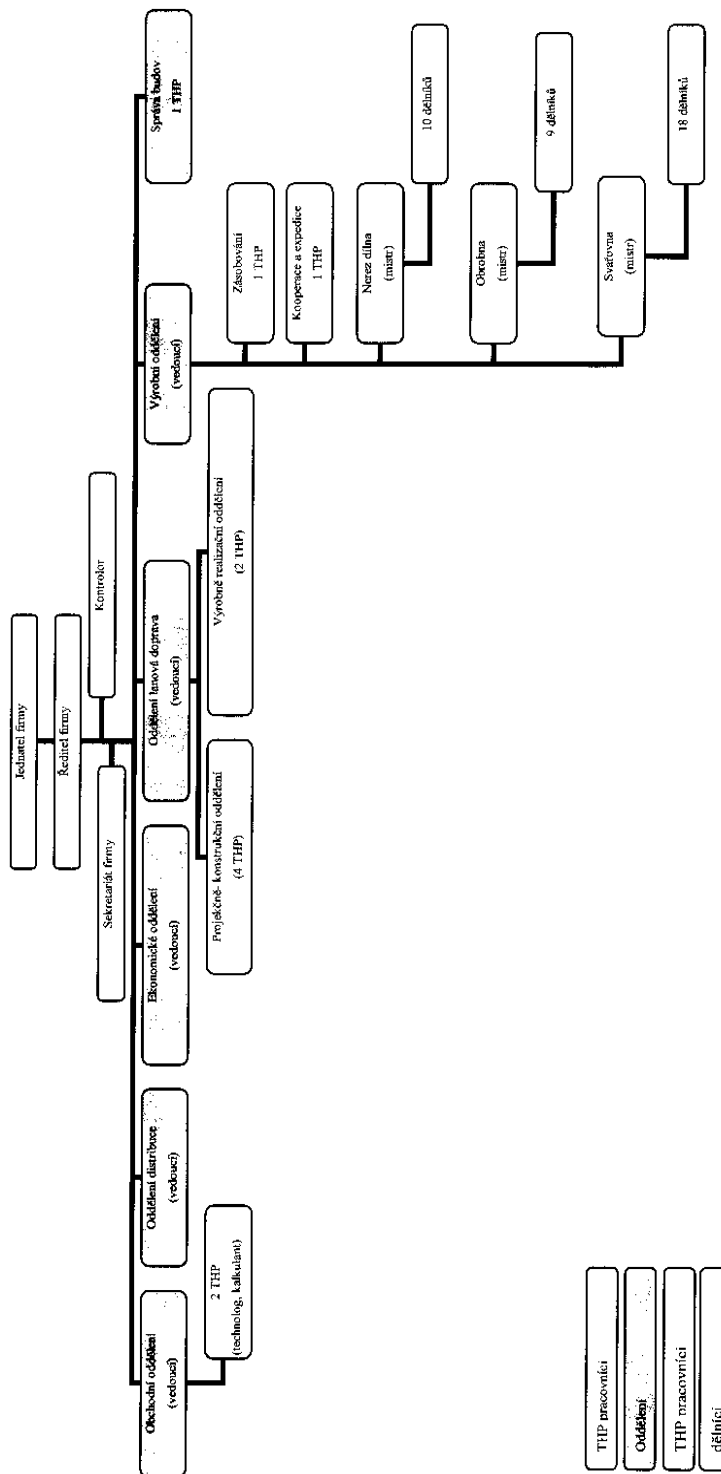 Jednatel firmy
Ředitel firmy
Kontrolor
Sekretariát firmy
Obchodní oddělení
(vedoucí)
Oddělení distribuce
(vedoucí)
Ekonomické oddělení
(vedoucí)
Oddělení lanová doprava
(vedoucí)
Výrobní oddělení
(vedoucí)
Správa budov
1 THP
2 THP
(technolog, kalkulant)
Projekčně- konstrukční oddělení
(4 THP)
Výrobně realizační oddělení
(2 THP)
Zásobování
1 THP
Kooperace a expedice
1 THP
Nerez dílna
(mistr)
10 dělníků
Obrobna
(mistr)
9 dělníků
Svařovna
(mistr)
18 dělníků
THP pracovníci
Oddělení
THP pracovníci
dělníci